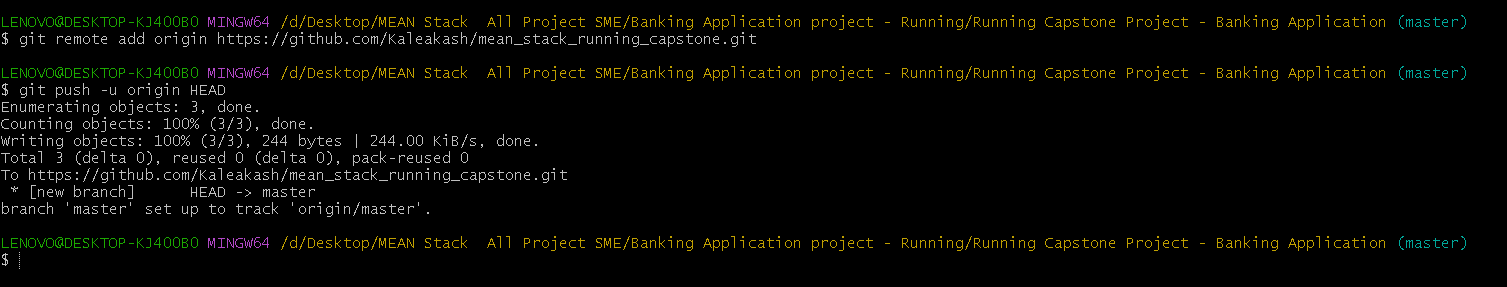 LENOVO@DESKTOP-KJ400B0 MINGW64 /d/Desktop/MEAN Stack  All Project SME/Banking Application project - Running/Running Capstone Project - Banking Application (master)
$ git remote add origin https://github.com/Kaleakash/mean_stack_running_capstone.git
LENOVO@DESKTOP-KJ400B0 MINGW64 /d/Desktop/MEAN Stack  All Project SME/Banking Application project - Running/Running Capstone Project - Banking Application (master)
$ git push -u origin HEAD
Enumerating objects: 3, done.
Counting objects: 100% (3/3), done.
Writing objects: 100% (3/3), 244 bytes | 244.00 KiB/s, done.
Total 3 (delta 0), reused 0 (delta 0), pack-reused 0
To https://github.com/Kaleakash/mean_stack_running_capstone.git
 * [new branch]      HEAD -> master
branch 'master' set up to track 'origin/master'.
LENOVO@DESKTOP-KJ400B0 MINGW64 /d/Desktop/MEAN Stack  All Project SME/Banking Application project - Running/Running Capstone Project - Banking Application (master)
$